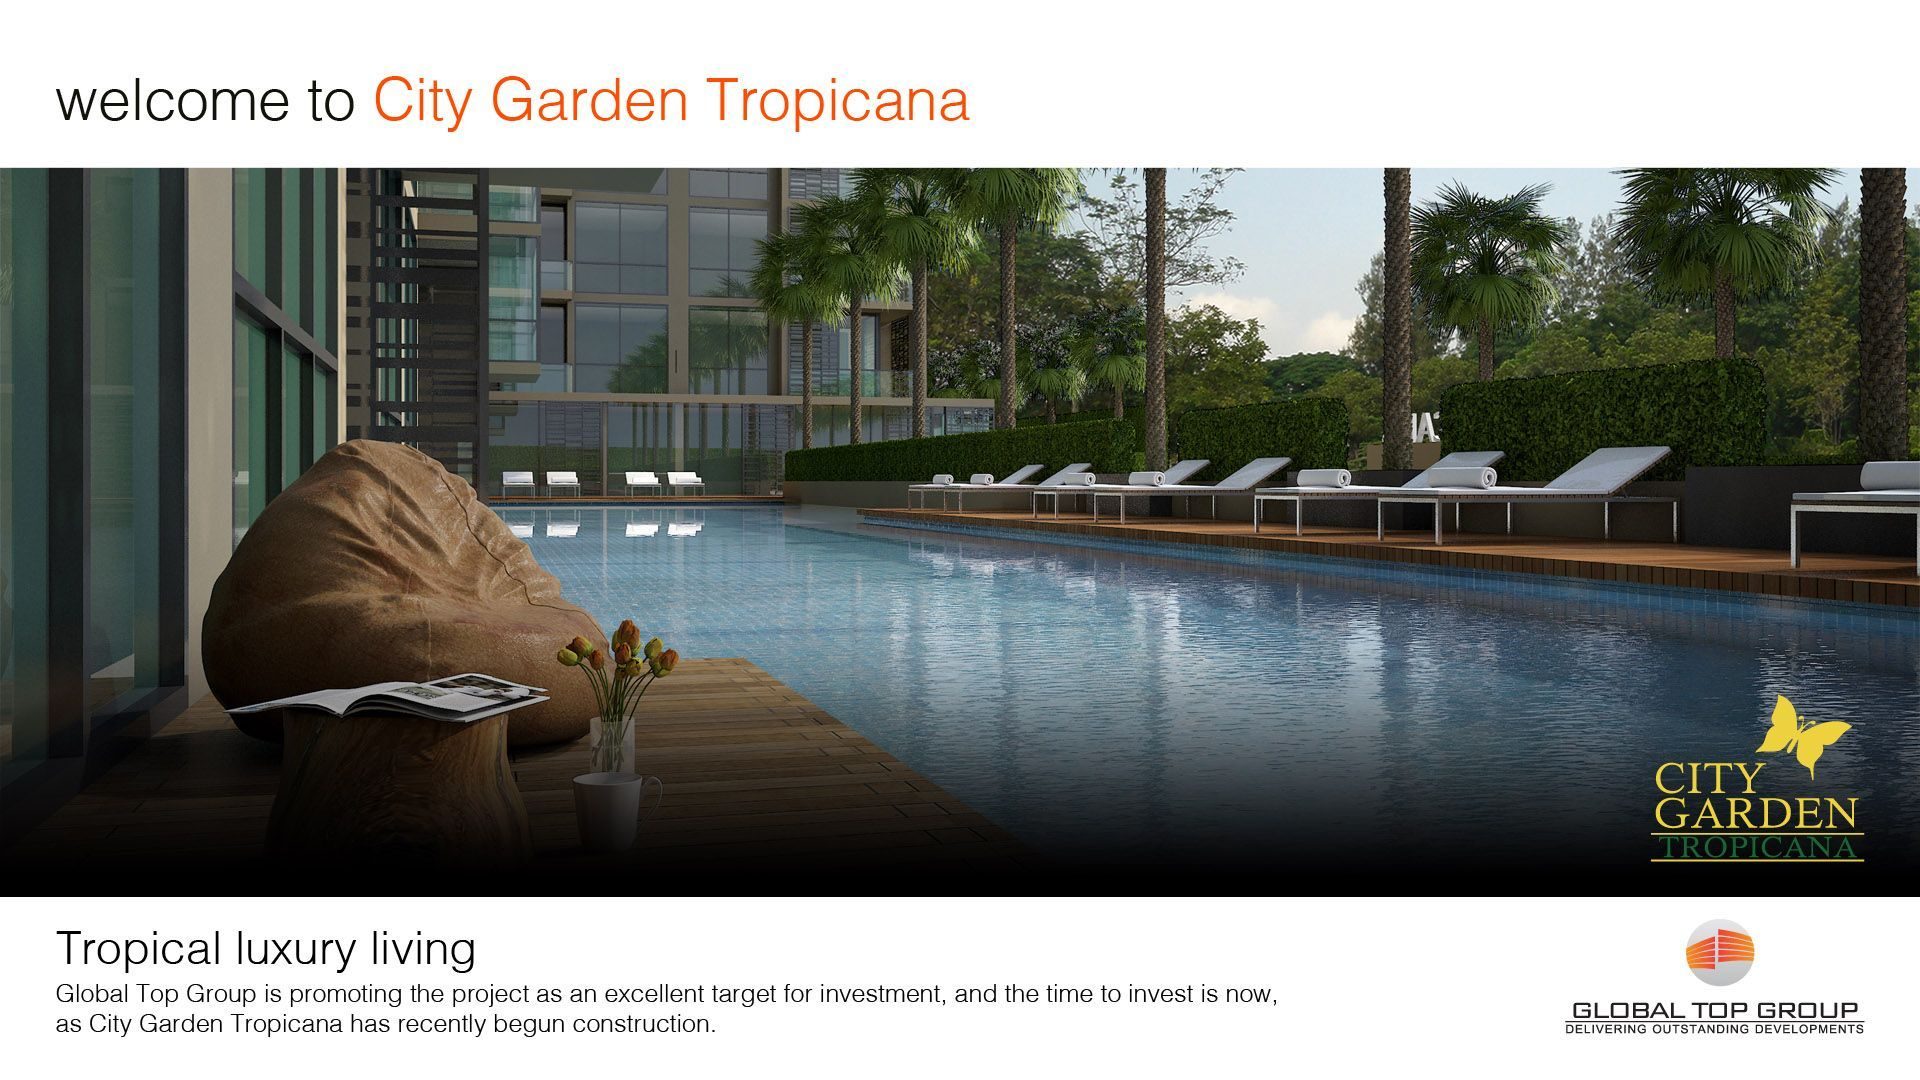 welcome to City Garden Tropicana
CITY
GARDEN
TROPICANA
Tropical luxury living
Global Top Group is promoting the project as an excellent target for investment, and the time to invest is now,
as City Garden Tropicana has recently begun construction.
GLOBAL TOP GROUP
DELIVERING OUTSTANDING DEVELOPMENTS